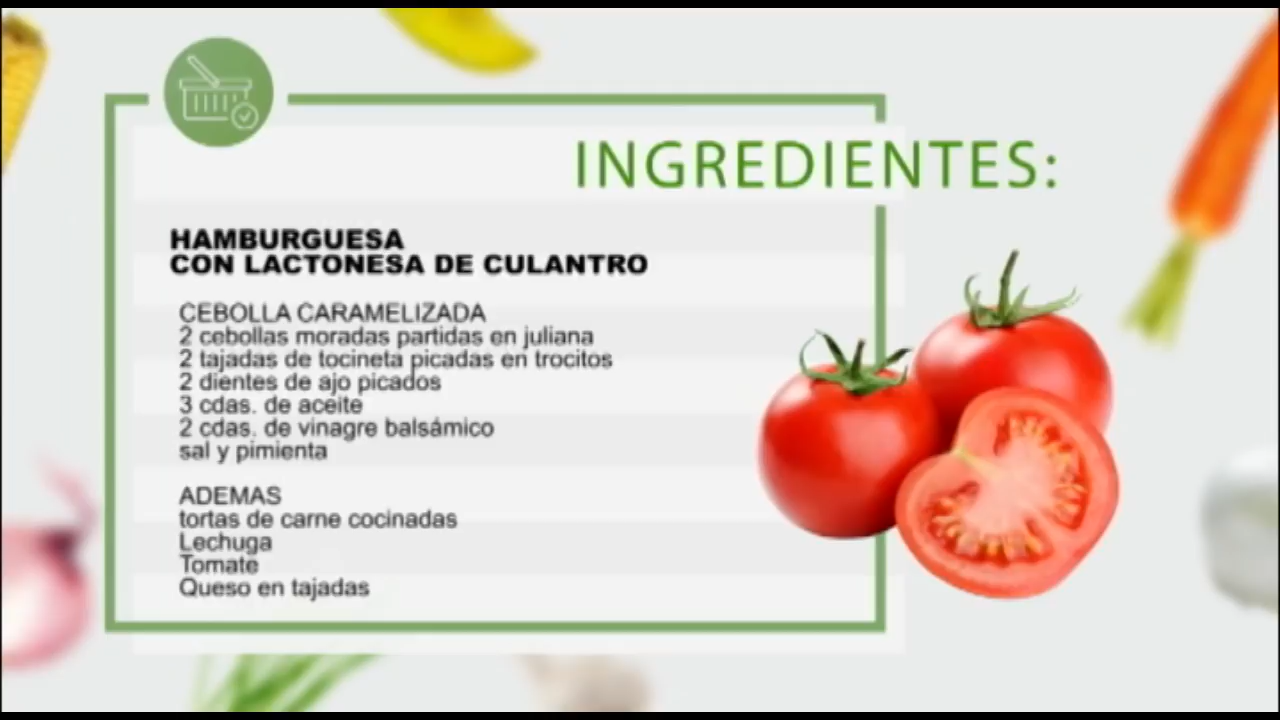 INGREDIENTES:
HAMBURGUESA
CON LACTONESA DE CULANTRO
CEBOLLA CARAMELIZADA
2 cebollas moradas partidas en juliana
2 tajadas de tocineta picadas en trocitos
2 dientes de ajo picados
3 cdas. de aceite
2 cdas. de vinagre balsámico
sal y pimienta
ADEMAS
tortas de carne cocinadas
Lechuga
Tomate
Queso en tajadas